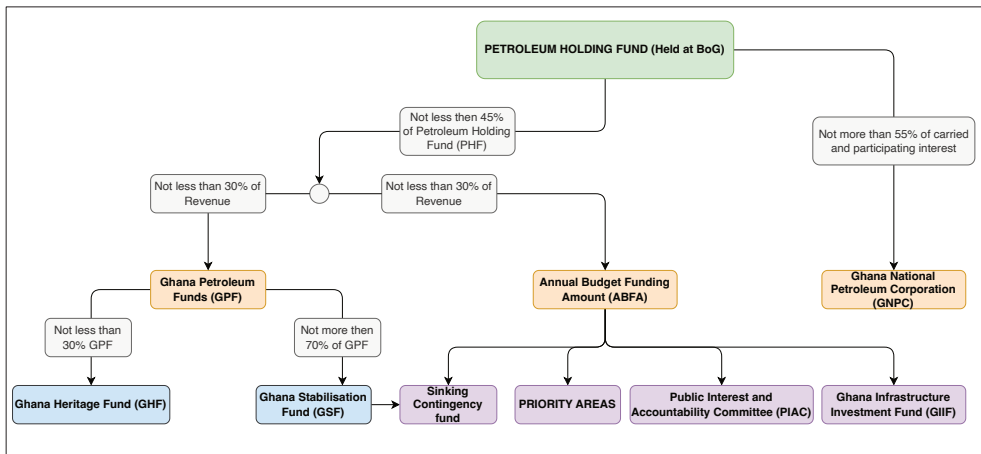 PETROLEUM HOLDING FUND (Held at BoG)
Not less then 45%
of Petroleum Holding
Fund (PHF)
Not more than 55% of carried
and participating interest
Not less than 30% of
Revenue
Not less than 30% of
Revenue
Ghana Petroleum
Funds (GPF)
Annual Budget Funding
Amount (ABFA)
Ghana National
Petroleum Corporation
(GNPC)
Not less than
30% GPF
Not more then
70% of GPF
Ghana Heritage Fund (GHF)
Ghana Stabilisation
Fund (GSF)
Sinking
Contingency
fund
PRIORITY AREAS
Public Interest and
Accountability Committee (PIAC)
Ghana Infrastructure
Investment Fund (GIIF)